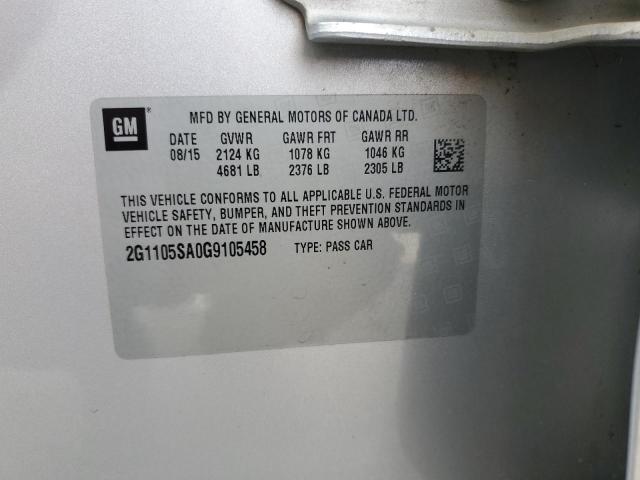 GM
MFD BY GENERAL MOTORS OF CANADA LTD.
DATE GVWR GAWR FRT GAWR RR
08/15 2124 KG 1078 KG 1046 KG
4681 LB 2376 LB 2305 LB
THIS VEHICLE CONFORMS TO ALL APPLICABLE U.S. FEDERAL MOTOR
VEHICLE SAFETY, BUMPER, AND THEFT PREVENTION STANDARDS IN
EFFECT ON THE DATE OF MANUFACTURE SHOWN ABOVE.
2G1105SA0G9105458 TYPE: PASS CAR